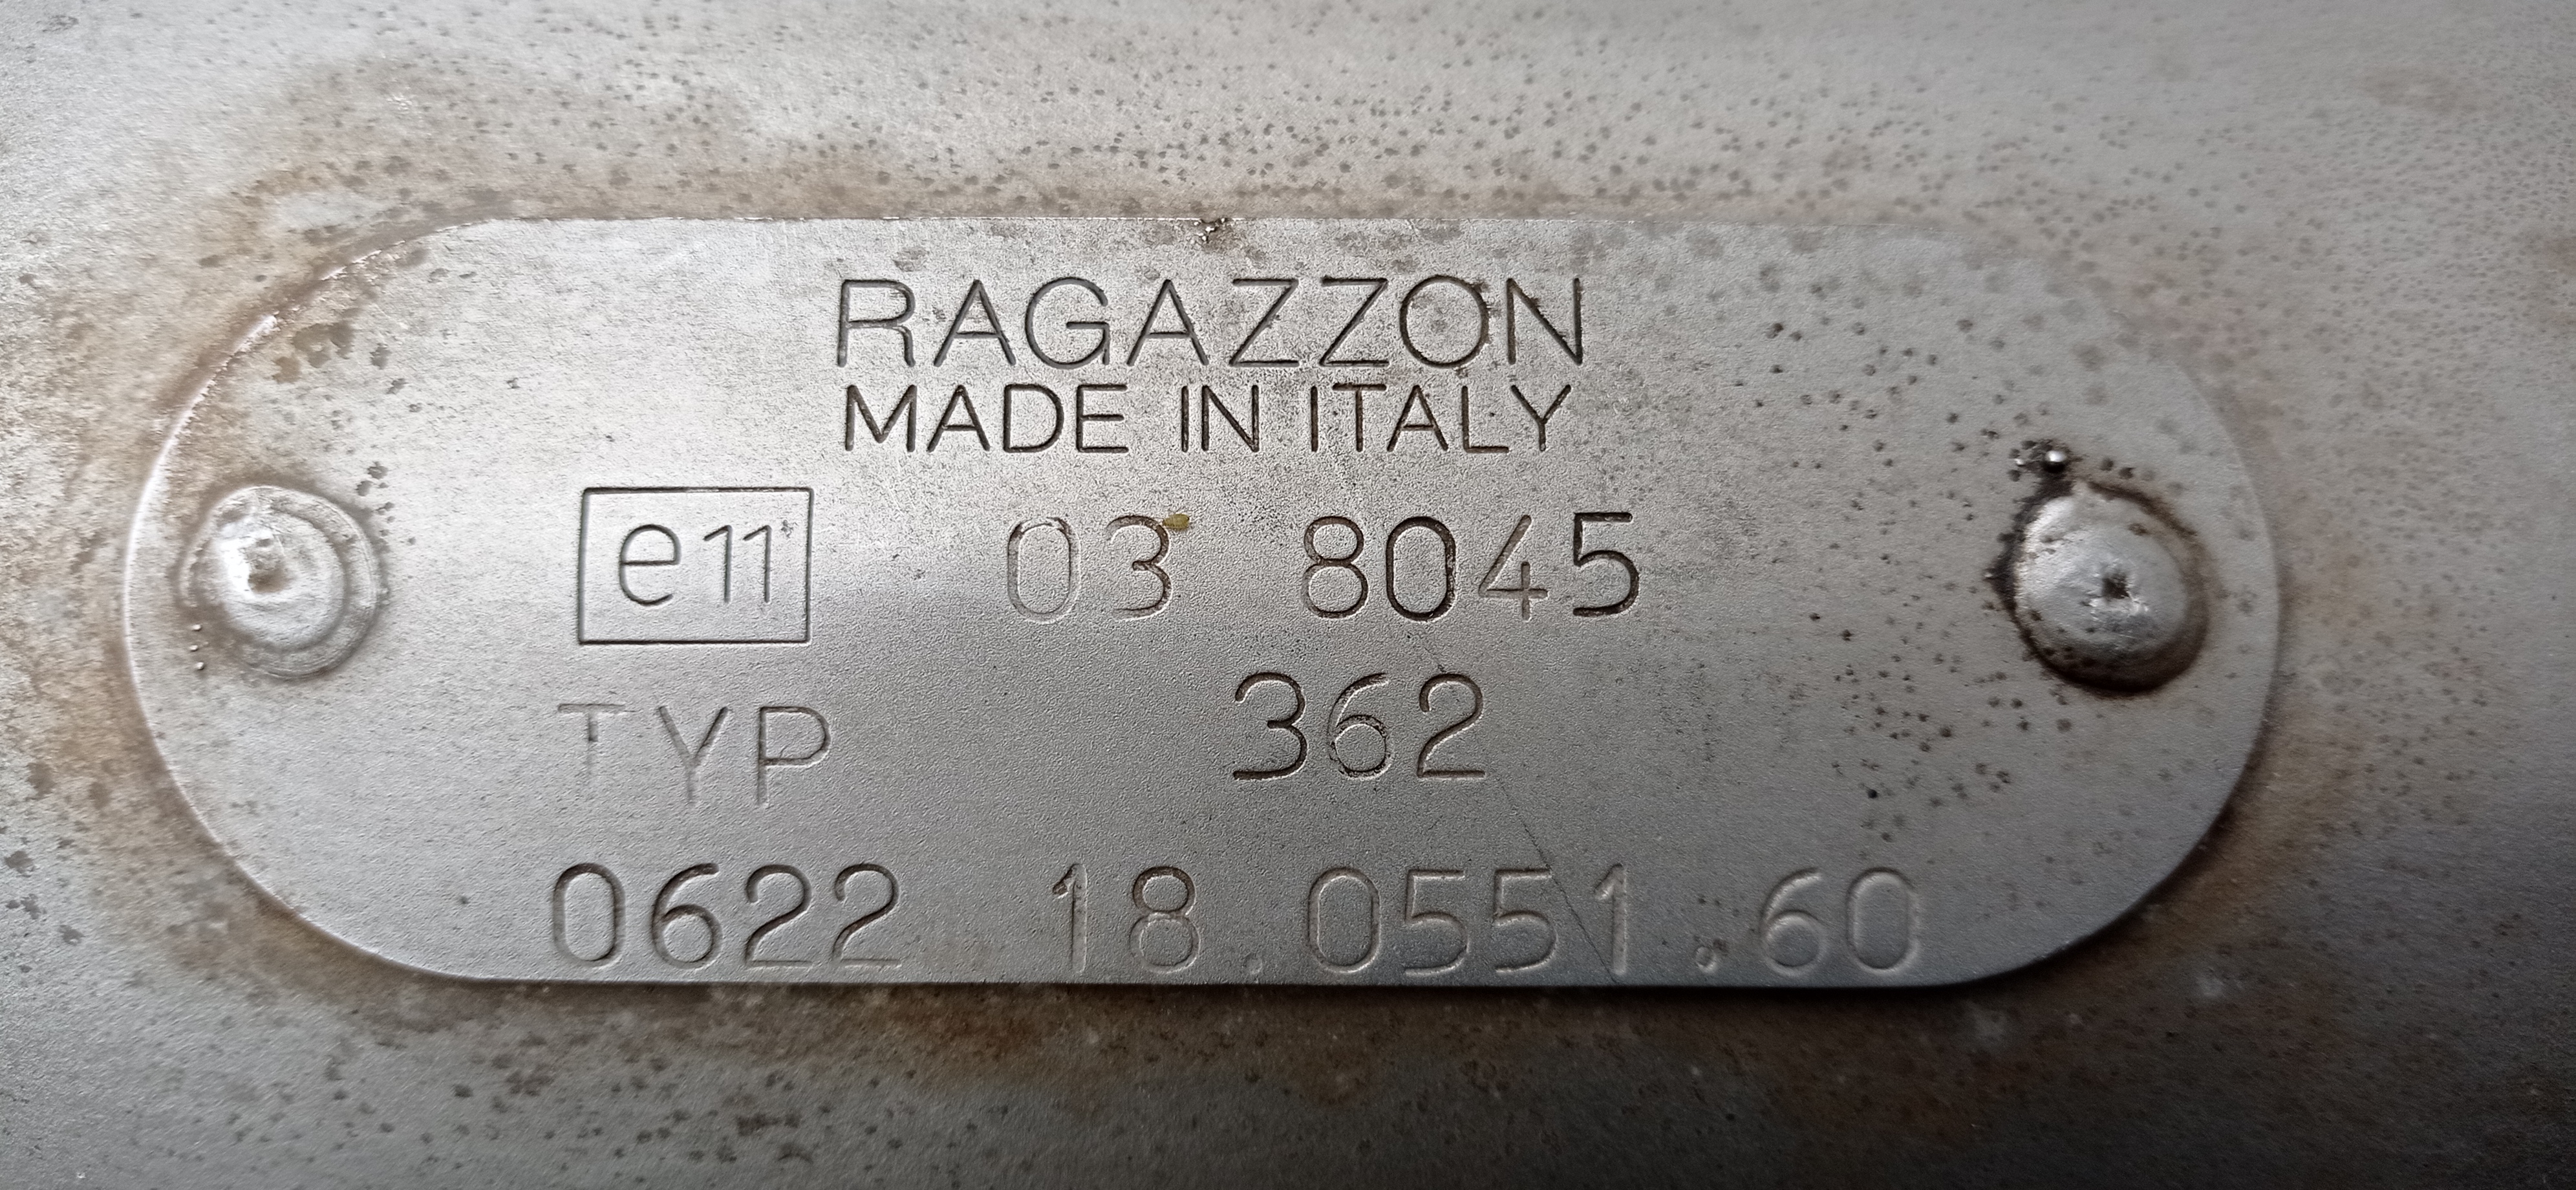 RAGAZZON
MADE IN ITALY
e11 03 8045
TYP 362
0622 18.0551.60